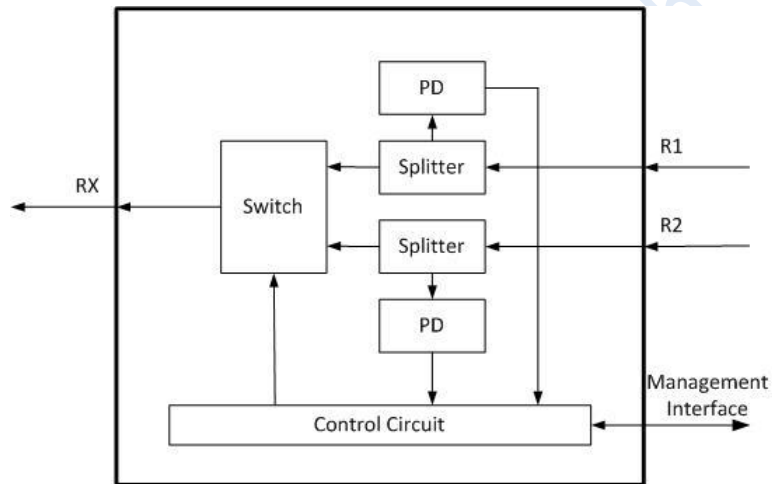 PD
R1
Splitter
RX
Switch
R2
Splitter
PD
Management
Interface
Control Circuit